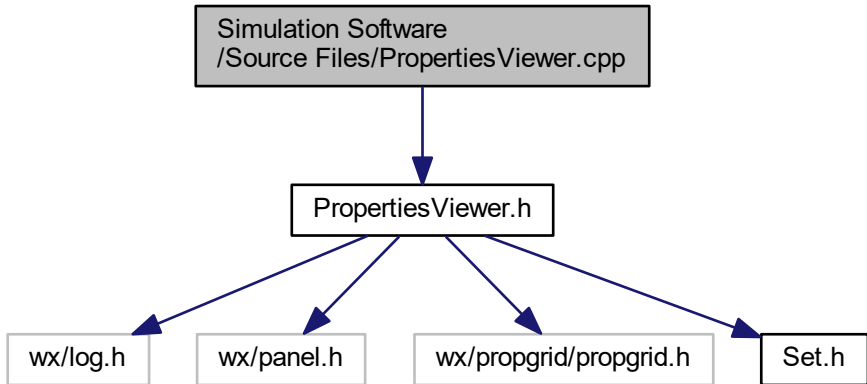 Simulation Software
/Source Files/PropertiesViewer.cpp
PropertiesViewer.h
wx/log.h
wx/panel.h
wx/propgrid/propgrid.h
Set.h